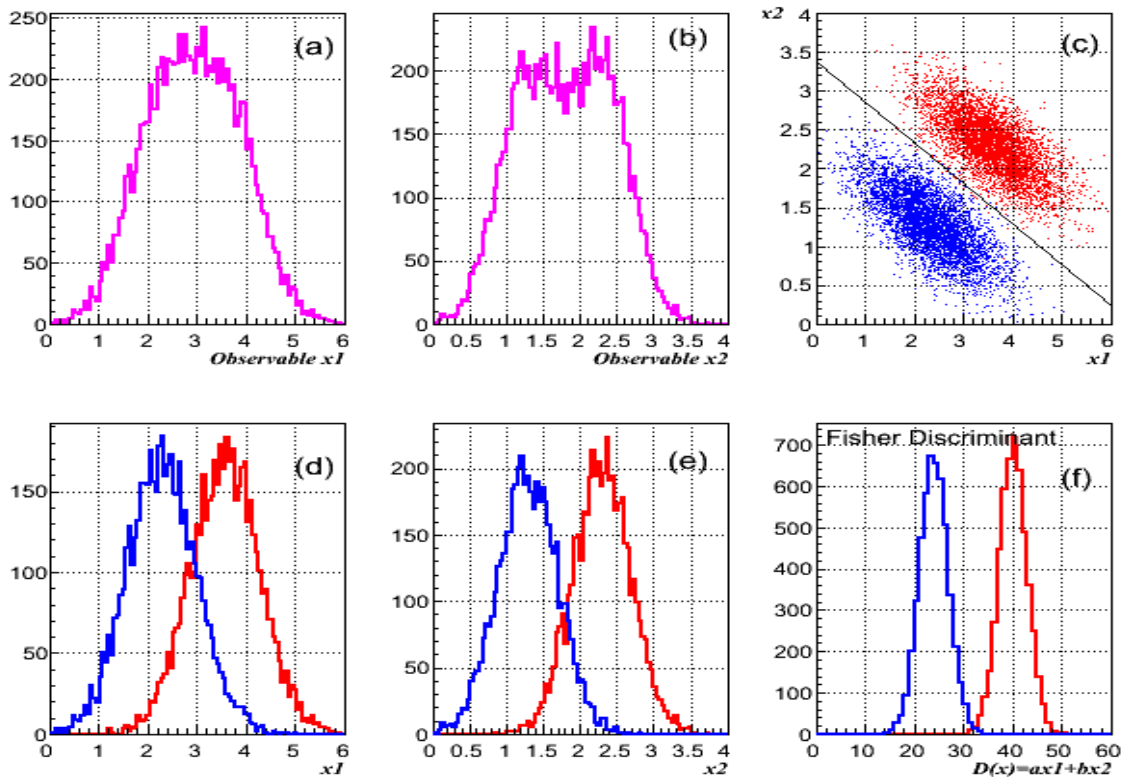 (a)
250
200
150
100
50
0
0 1 2 3 4 5 6
Observable x1
(b)
200
150
100
50
0
0 0.5 1 1.5 2 2.5 3 3.5 4
Observable x2
x2
(c)
4
3.5
3
2.5
2
1.5
1
0.5
0
0 1 2 3 4 5 6
x1
(d)
150
100
50
0
0 1 2 3 4 5 6
x1
(e)
200
150
100
50
0
0 0.5 1 1.5 2 2.5 3 3.5 4
x2
Fisher Discriminant
(f)
700
600
500
400
300
200
100
0
0 10 20 30 40 50 60
D(x)=ax1+bx2